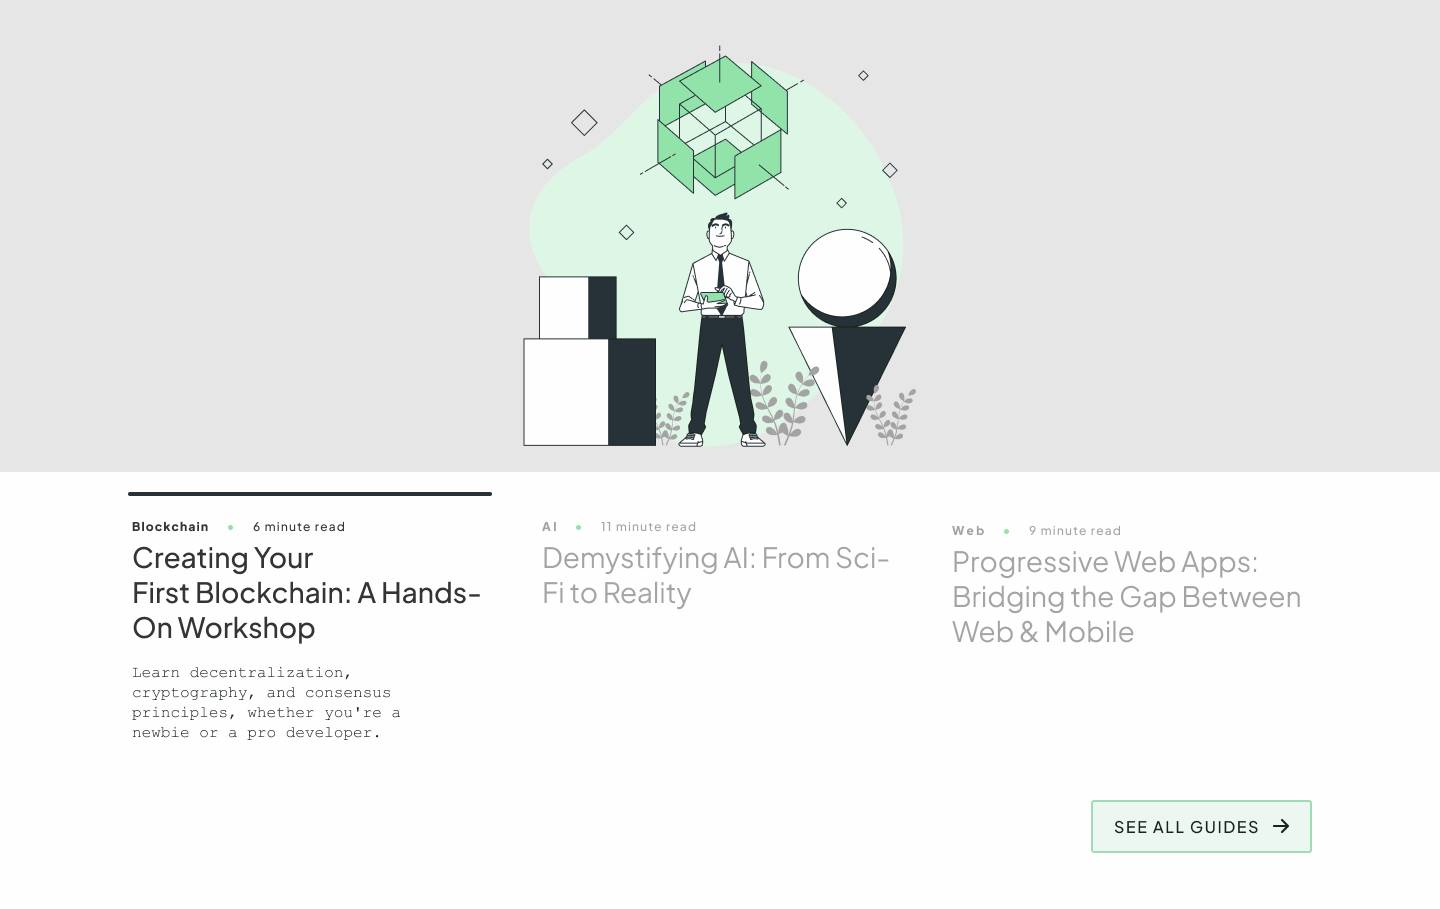 Blockchain • 6 minute read
Creating Your
First Blockchain: A Hands-
On Workshop
Learn decentralization,
cryptography, and consensus
principles, whether you're a
newbie or a pro developer.
AI • 11 minute read
Demystifying AI: From Sci-
Fi to Reality
Web • 9 minute read
Progressive Web Apps:
Bridging the Gap Between
Web & Mobile
SEE ALL GUIDES →